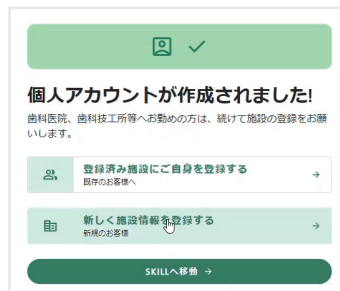 個人アカウントが作成されました!
歯科医院、歯科技工所等へお勤めの方は、続けて施設の登録をお願
いします。
登録済み施設にご自身を登録する
既存のお客様へ
新しく施設情報を登録する
新規のお客様
SKILLへ移動 →